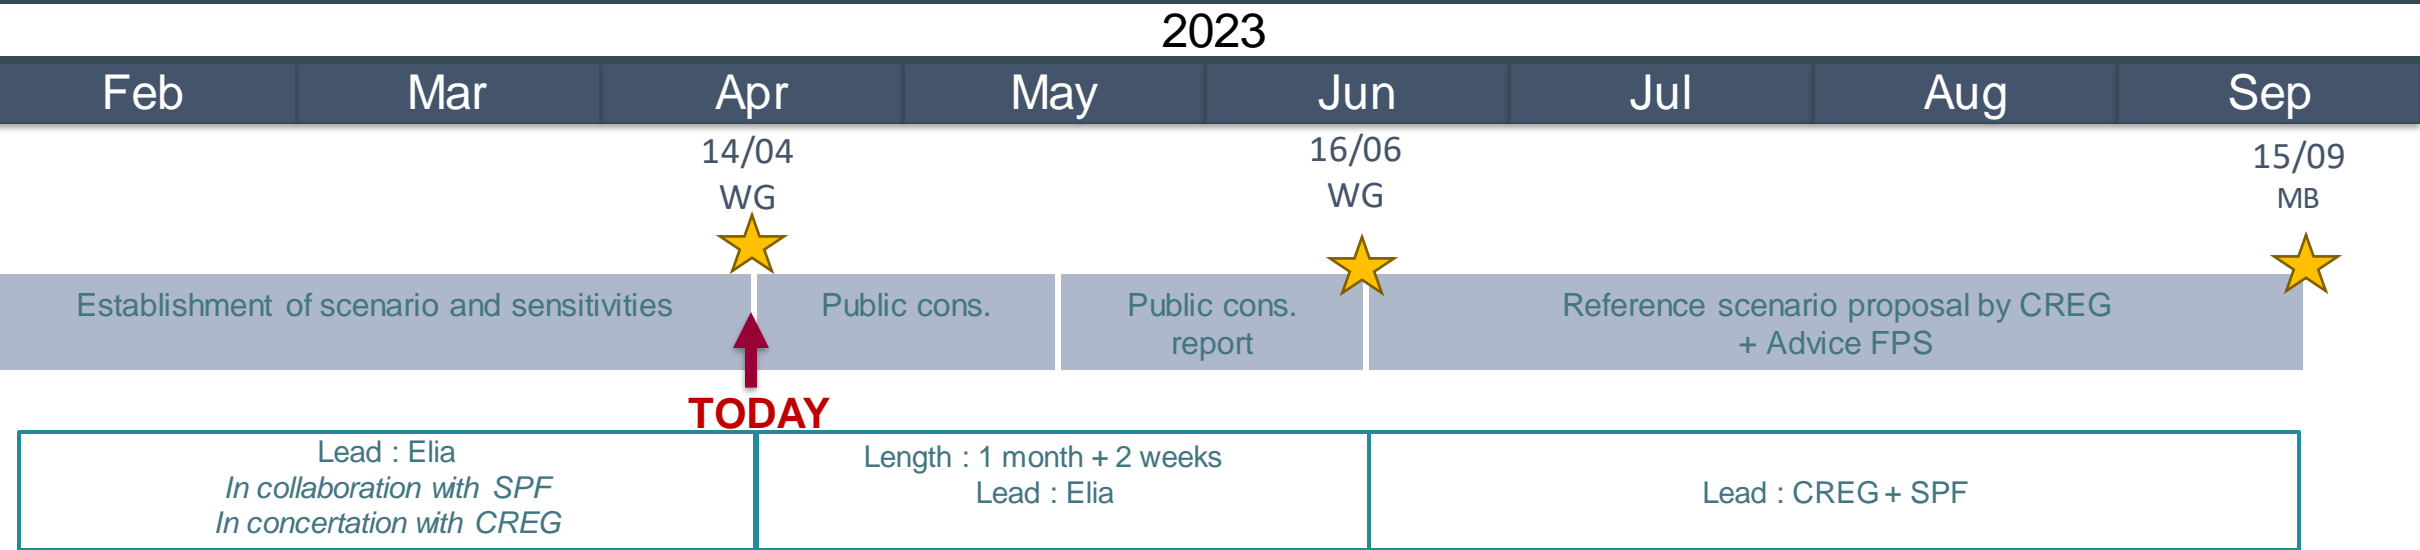 2023
Feb Mar Apr May Jun Jul Aug Sep
14/04
WG
16/06
WG
15/09
MB
Establishment of scenario and sensitivities
Public cons.
Public cons.
report
Reference scenario proposal by CREG
+ Advice FPS
TODAY
Lead : Elia
In collaboration with SPF
In concertation with CREG
Length : 1 month + 2 weeks
Lead : Elia
Lead : CREG + SPF